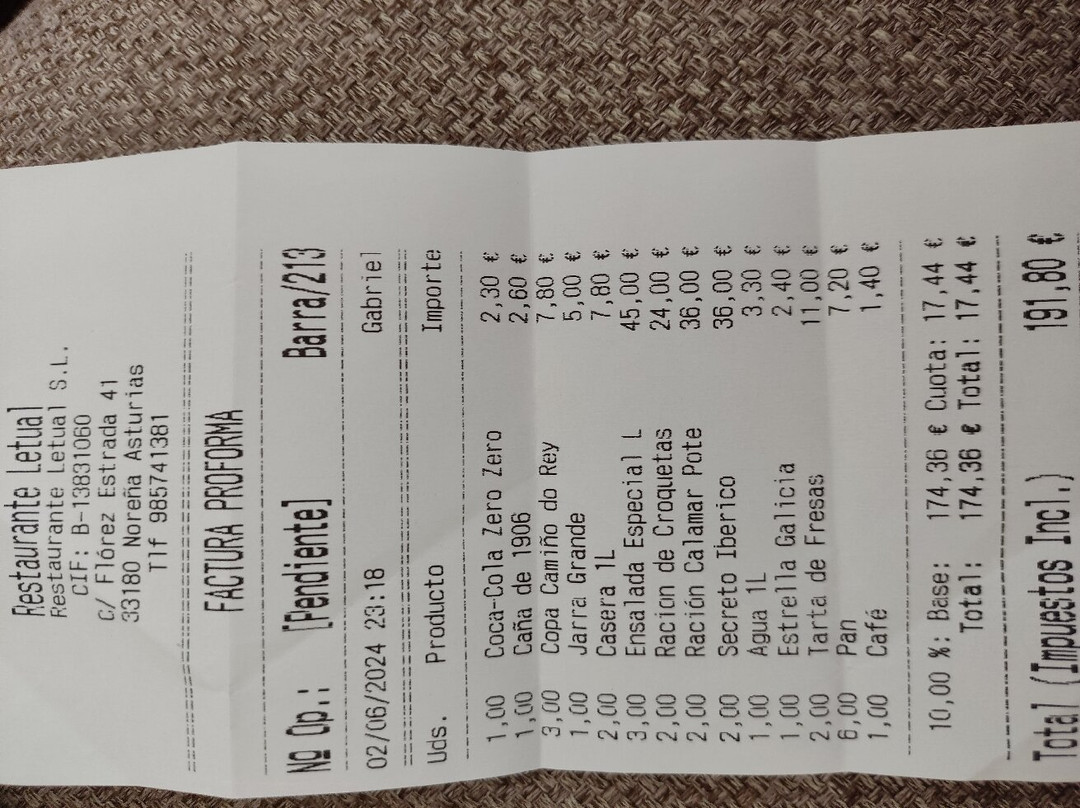 Restaurante Letual
Restaurante Letual S.L.
CIF: B-13831060
C/ Flórez Estrada 41
33180 Noreña Asturias
Tlf 985741381
FACTURA PROFORMA
Nº Op.: [Pendiente] Barra/213
02/06/2024 23:18 Gabriel
Uds. Producto Importe
1,00 Coca-Cola Zero Zero 2,30 €
1,00 Caña de 1906 2,60 €
3,00 Copa Camiño do Rey 7,80 €
1,00 Jarra Grande 5,00 €
2,00 Casera 1L 7,80 €
3,00 Ensalada Especial L 45,00 €
2,00 Racion de Croquetas 24,00 €
2,00 Ración Calamar Pote 36,00 €
2,00 Secreto Iberico 36,00 €
1,00 Agua 1L 3,30 €
1,00 Estrella Galicia 2,40 €
2,00 Tarta de Fresas 11,00 €
6,00 Pan 7,20 €
1,00 Café 1,40 €
10,00 %: Base: 174,36 € Cuota: 17,44 €
Total: 174,36 € Total: 17,44 €
Total (Impuestos Incl.) 191,80 €